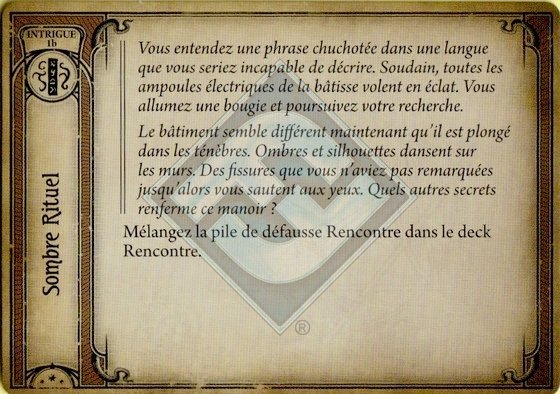 INTRIGUE
1b
Sombre Rituel
Vous entendez une phrase chuchotée dans une langue
que vous seriez incapable de décrire. Soudain, toutes les
ampoules électriques de la bâtisse volent en éclat. Vous
allumez une bougie et poursuivez votre recherche.
Le bâtiment semble différent maintenant qu'il est plongé
dans les ténèbres. Ombres et silhouettes dansent sur
les murs. Des fissures que vous n'aviez pas remarquées
jusqu'alors vous sautent aux yeux. Quels autres secrets
renferme ce manoir ?
Mélangez la pile de défausse Rencontre dans le deck
Rencontre.
®